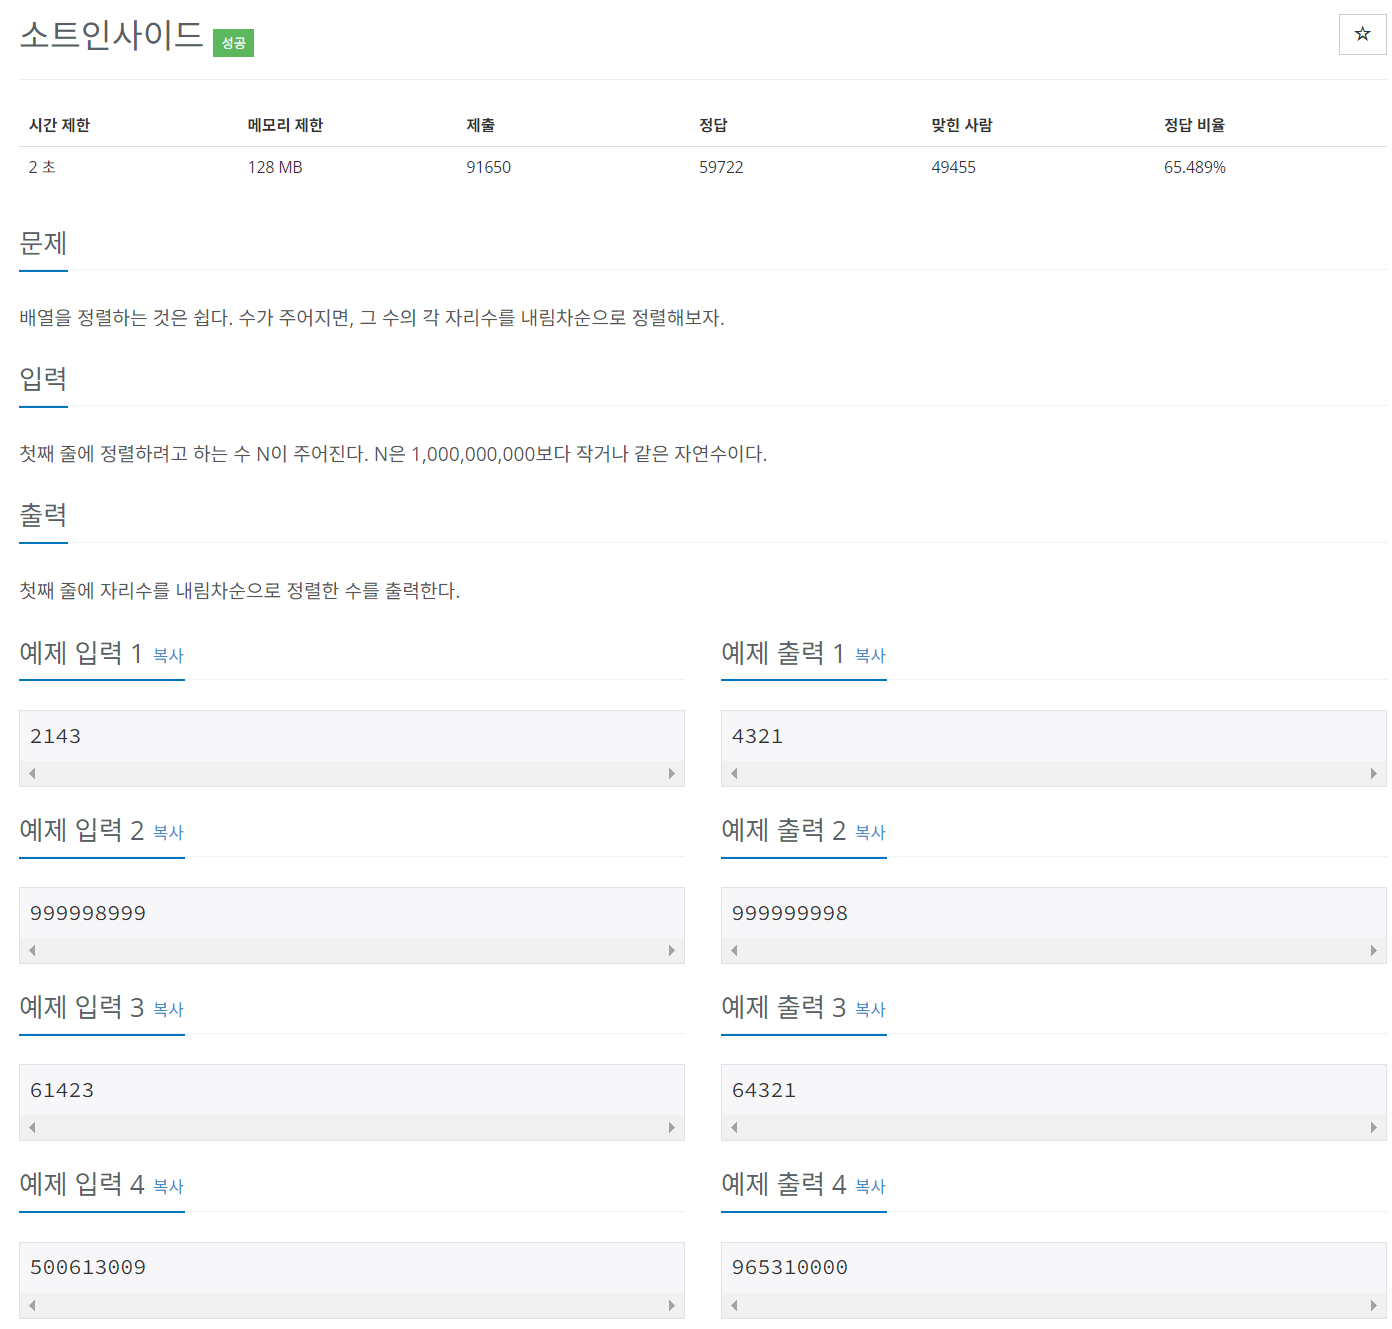 소트인사이드 성공
☆
시간 제한 메모리 제한 제출 정답 맞힌 사람 정답 비율
2 초 128 MB 91650 59722 49455 65.489%
문제
배열을 정렬하는 것은 쉽다. 수가 주어지면, 그 수의 각 자리수를 내림차순으로 정렬해보자.
입력
첫째 줄에 정렬하려고 하는 수 N이 주어진다. N은 1,000,000,000보다 작거나 같은 자연수이다.
출력
첫째 줄에 자리수를 내림차순으로 정렬한 수를 출력한다.
예제 입력 1 복사 예제 출력 1 복사
2143 4321
예제 입력 2 복사 예제 출력 2 복사
999998999 999999998
예제 입력 3 복사 예제 출력 3 복사
61423 64321
예제 입력 4 복사 예제 출력 4 복사
500613009 965310000